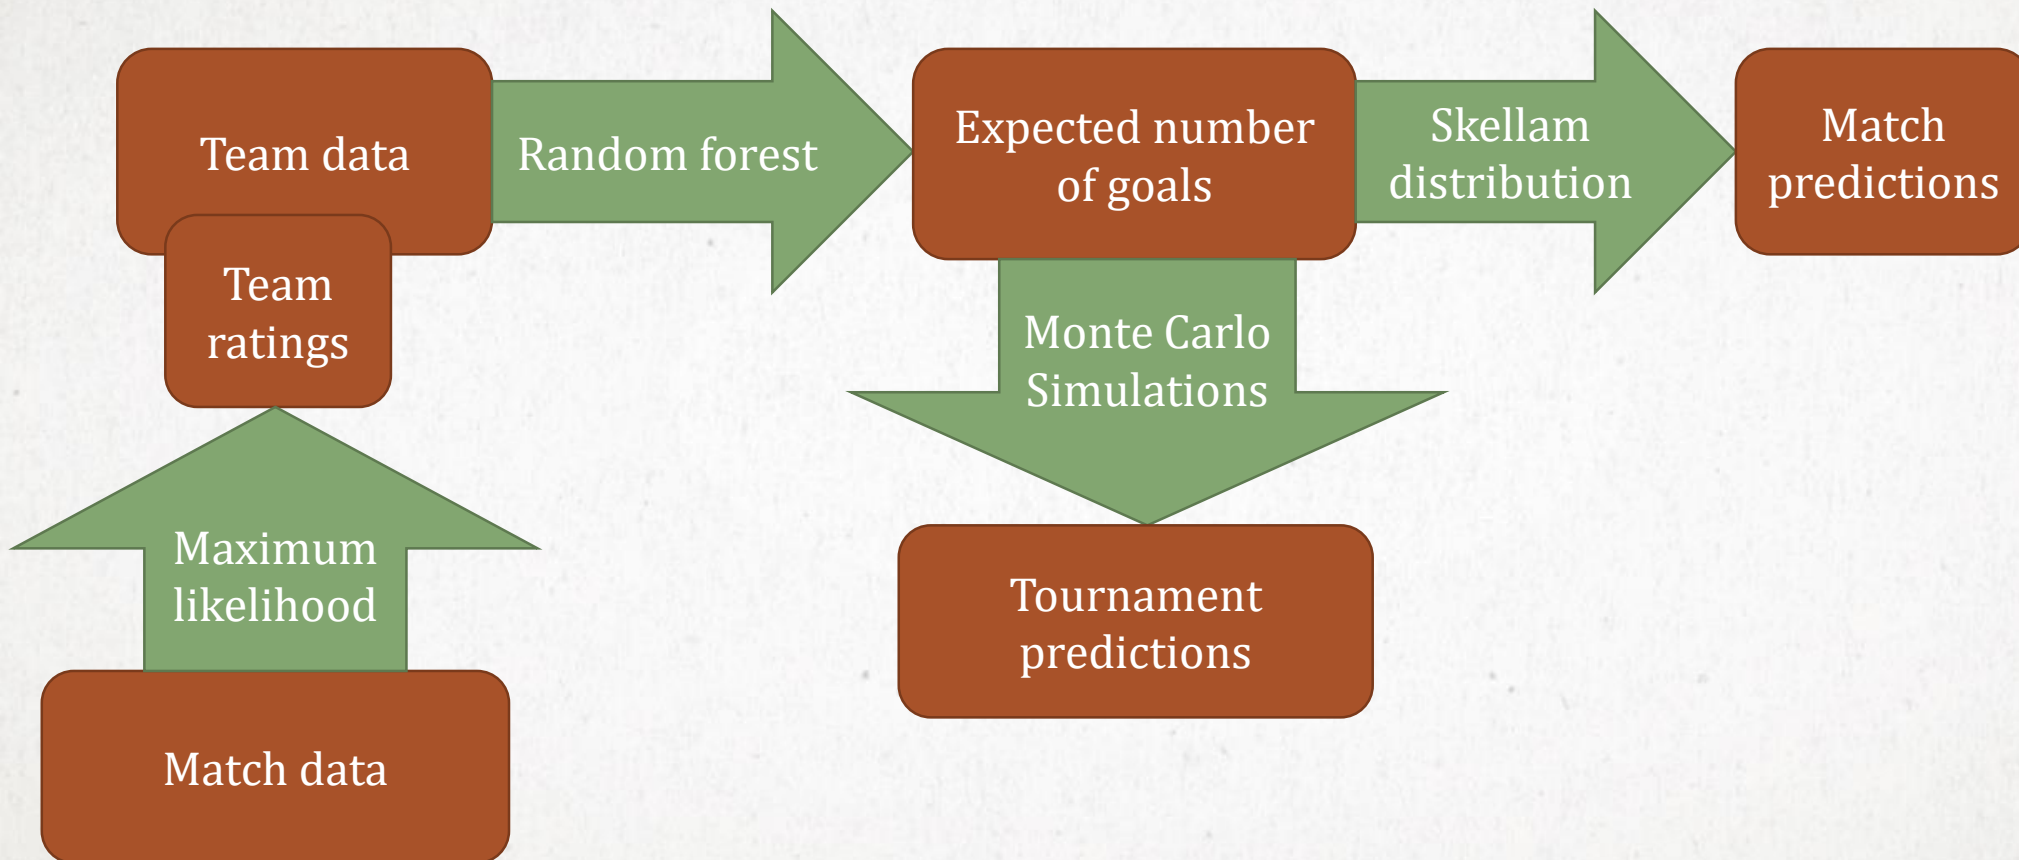 Team data
Random forest
Expected number
of goals
Skellam
distribution
Match
predictions
Team
ratings
Monte Carlo
Simulations
Maximum
likelihood
Tournament
predictions
Match data